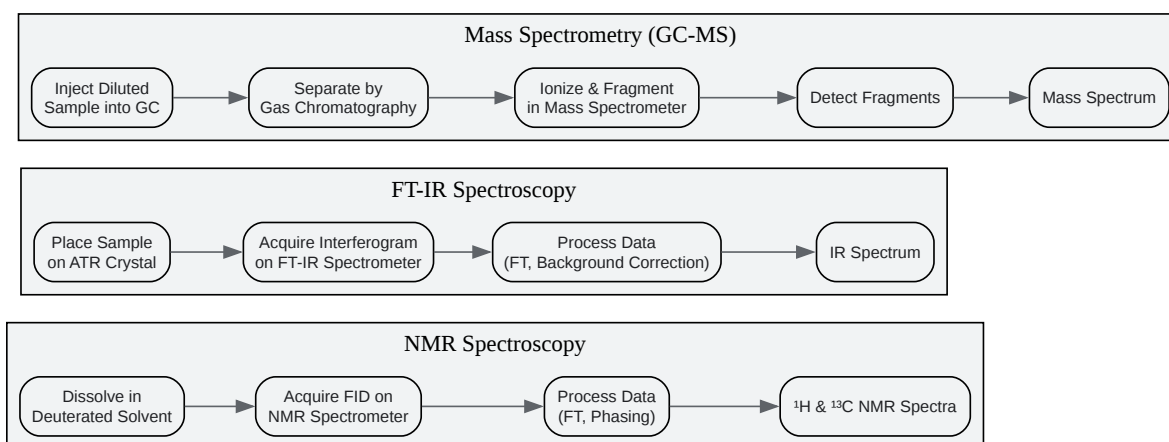 Mass Spectrometry (GC-MS)
Inject Diluted
Sample into GC
Separate by
Gas Chromatography
Ionize & Fragment
in Mass Spectrometer
Detect Fragments
Mass Spectrum
FT-IR Spectroscopy
Place Sample
on ATR Crystal
Acquire Interferogram
on FT-IR Spectrometer
Process Data
(FT, Background Correction)
IR Spectrum
NMR Spectroscopy
Dissolve in
Deuterated Solvent
Acquire FID on
NMR Spectrometer
Process Data
(FT, Phasing)
¹H & ¹³C NMR Spectra